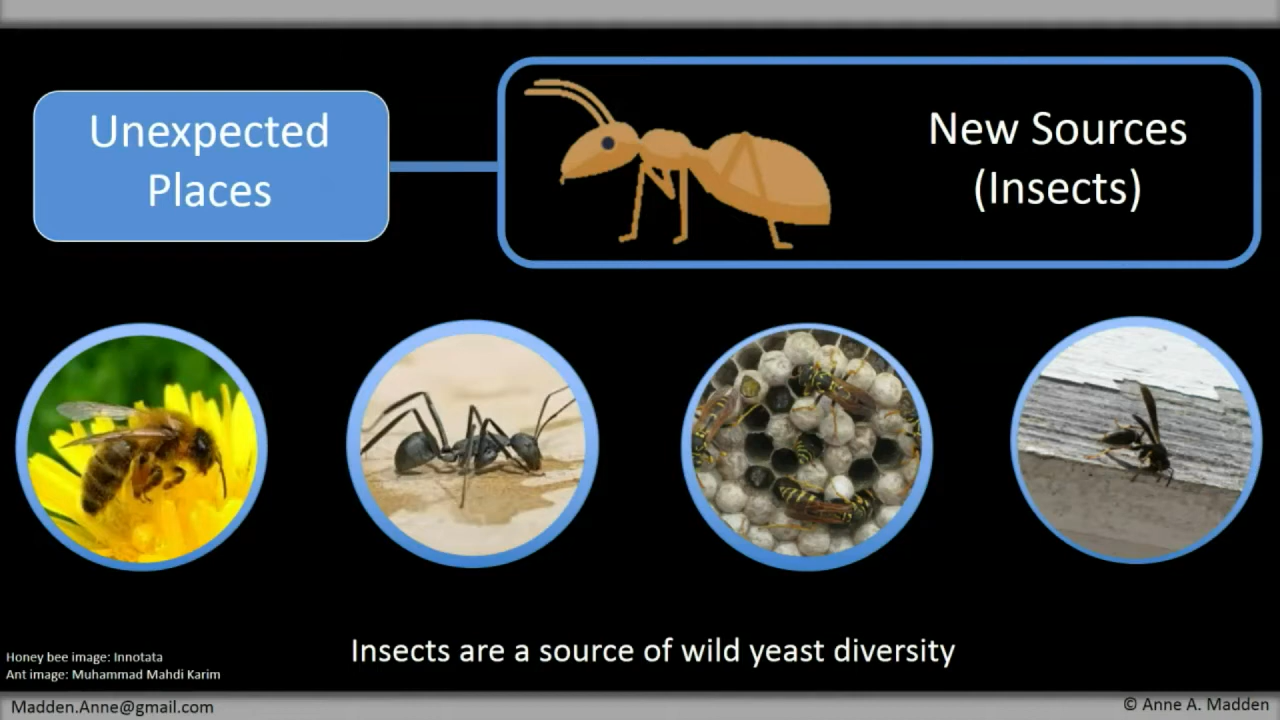 Unexpected
Places
New Sources
(Insects)
Insects are a source of wild yeast diversity
Honey bee image: Innotata
Ant image: Muhammad Mahdi Karim
Madden.Anne@gmail.com
© Anne A. Madden